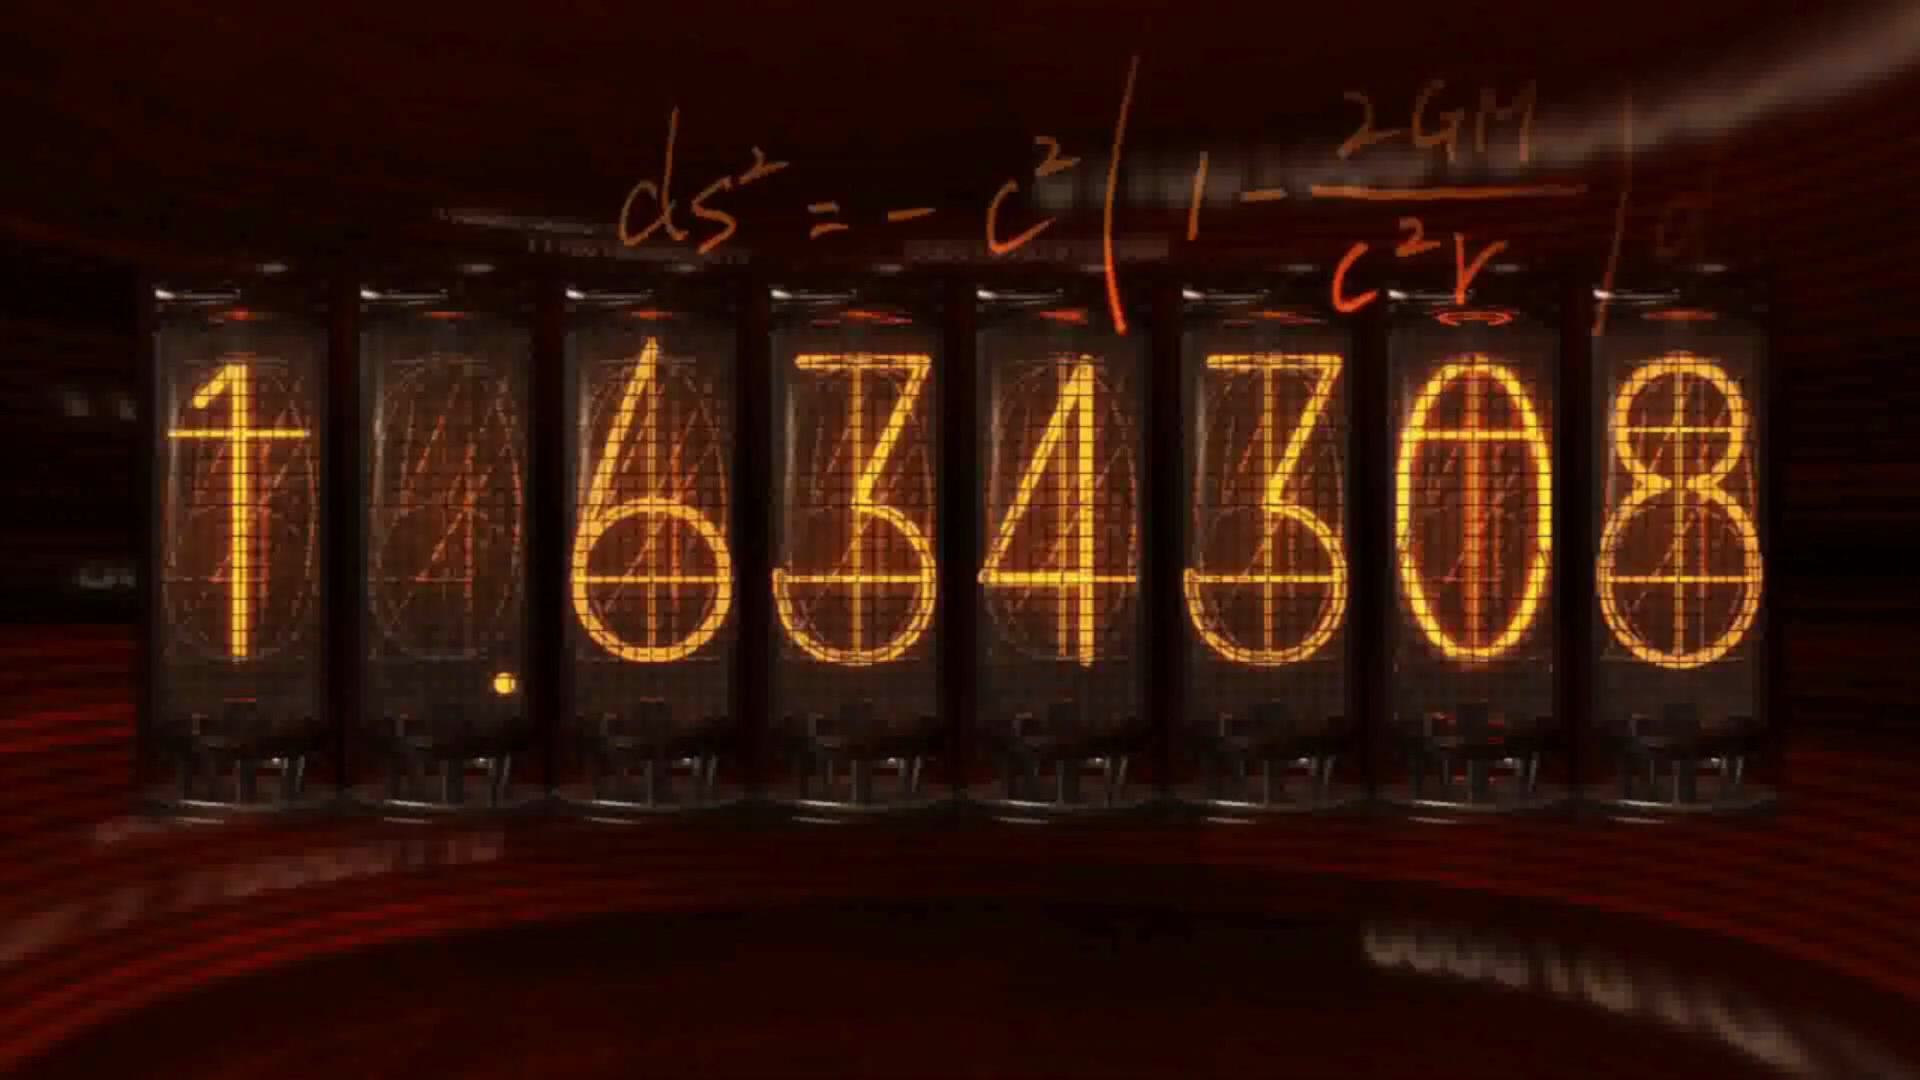 ds² = - c² ( 1 - 2GM / c²r )
1.634308